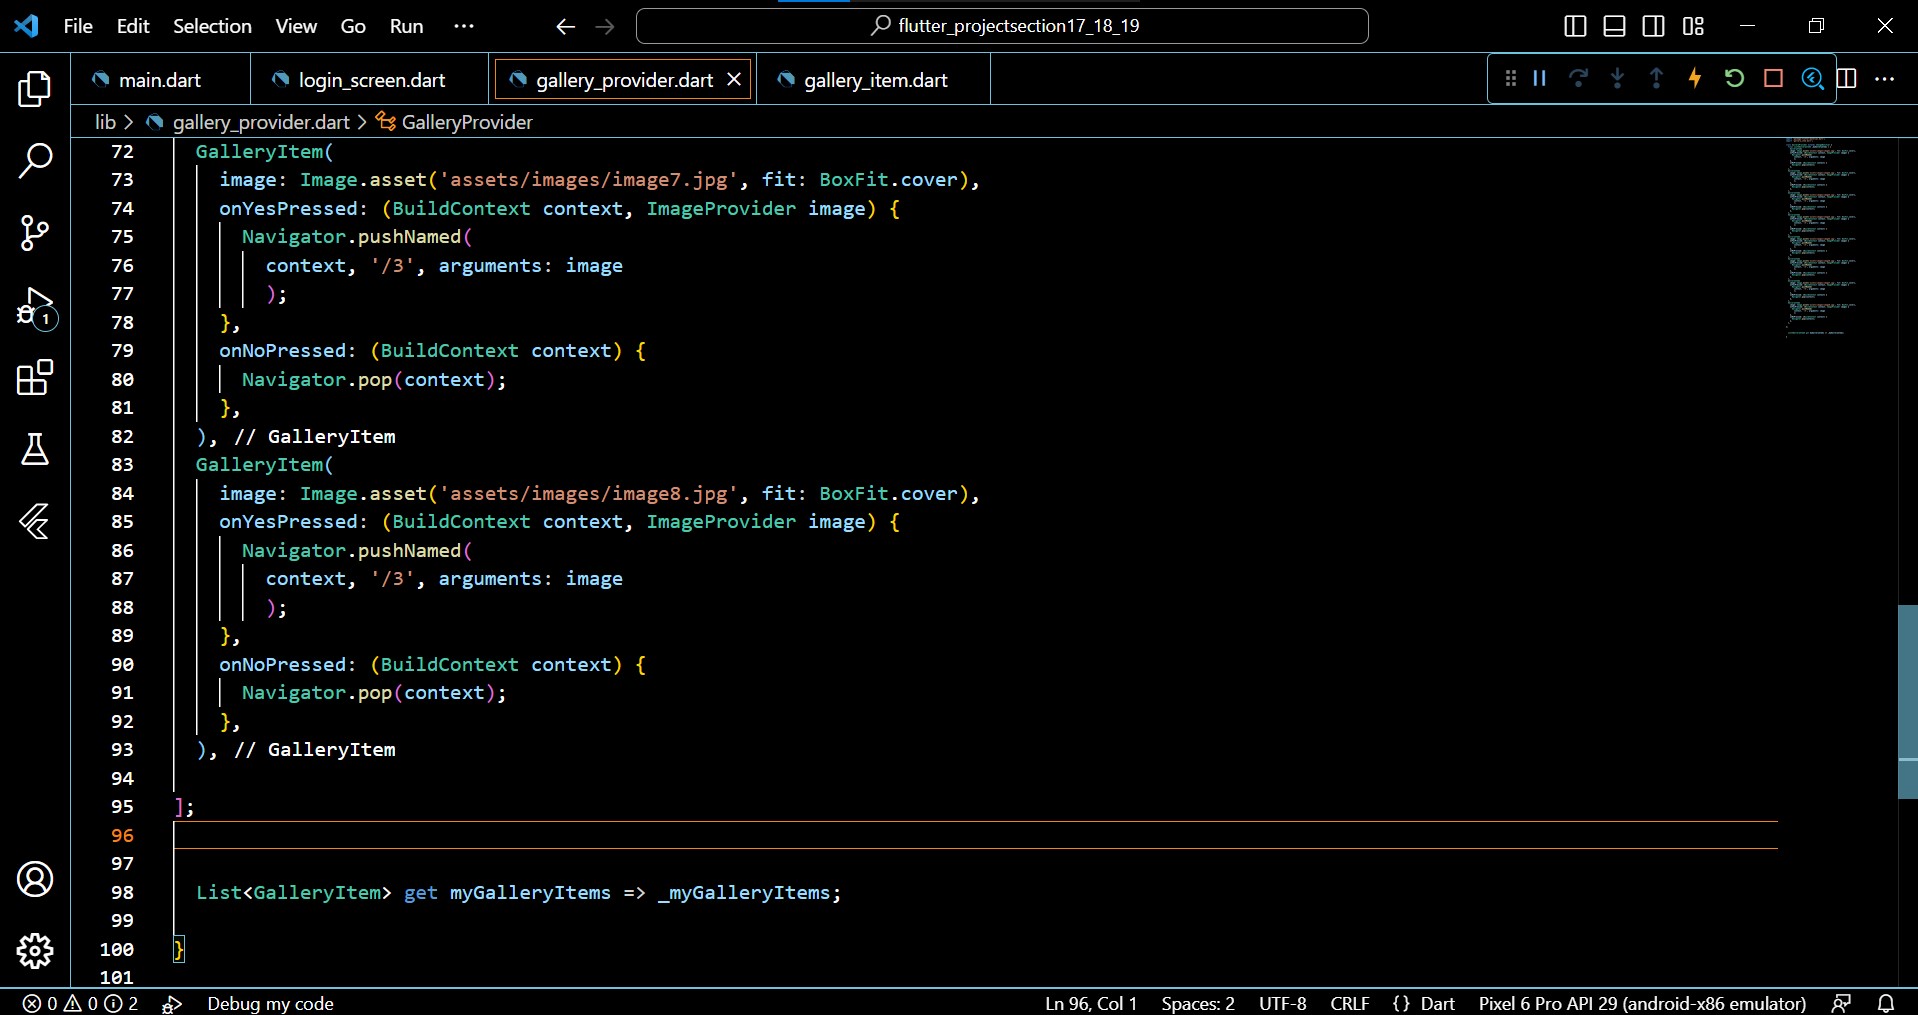 File Edit Selection View Go Run ··· flutter_projectsection17_18_19
main.dart login_screen.dart gallery_provider.dart gallery_item.dart
lib > gallery_provider.dart > GalleryProvider
72 GalleryItem(
73 image: Image.asset('assets/images/image7.jpg', fit: BoxFit.cover),
74 onYesPressed: (BuildContext context, ImageProvider image) {
75 Navigator.pushNamed(
76 context, '/3', arguments: image
77 );
78 },
79 onNoPressed: (BuildContext context) {
80 Navigator.pop(context);
81 },
82 ), // GalleryItem
83 GalleryItem(
84 image: Image.asset('assets/images/image8.jpg', fit: BoxFit.cover),
85 onYesPressed: (BuildContext context, ImageProvider image) {
86 Navigator.pushNamed(
87 context, '/3', arguments: image
88 );
89 },
90 onNoPressed: (BuildContext context) {
91 Navigator.pop(context);
92 },
93 ), // GalleryItem
94
95 ];
96
97
98 List<GalleryItem> get myGalleryItems => _myGalleryItems;
99
100 }
101
1
0 0 2 Debug my code Ln 96, Col 1 Spaces: 2 UTF-8 CRLF {} Dart Pixel 6 Pro API 29 (android-x86 emulator)